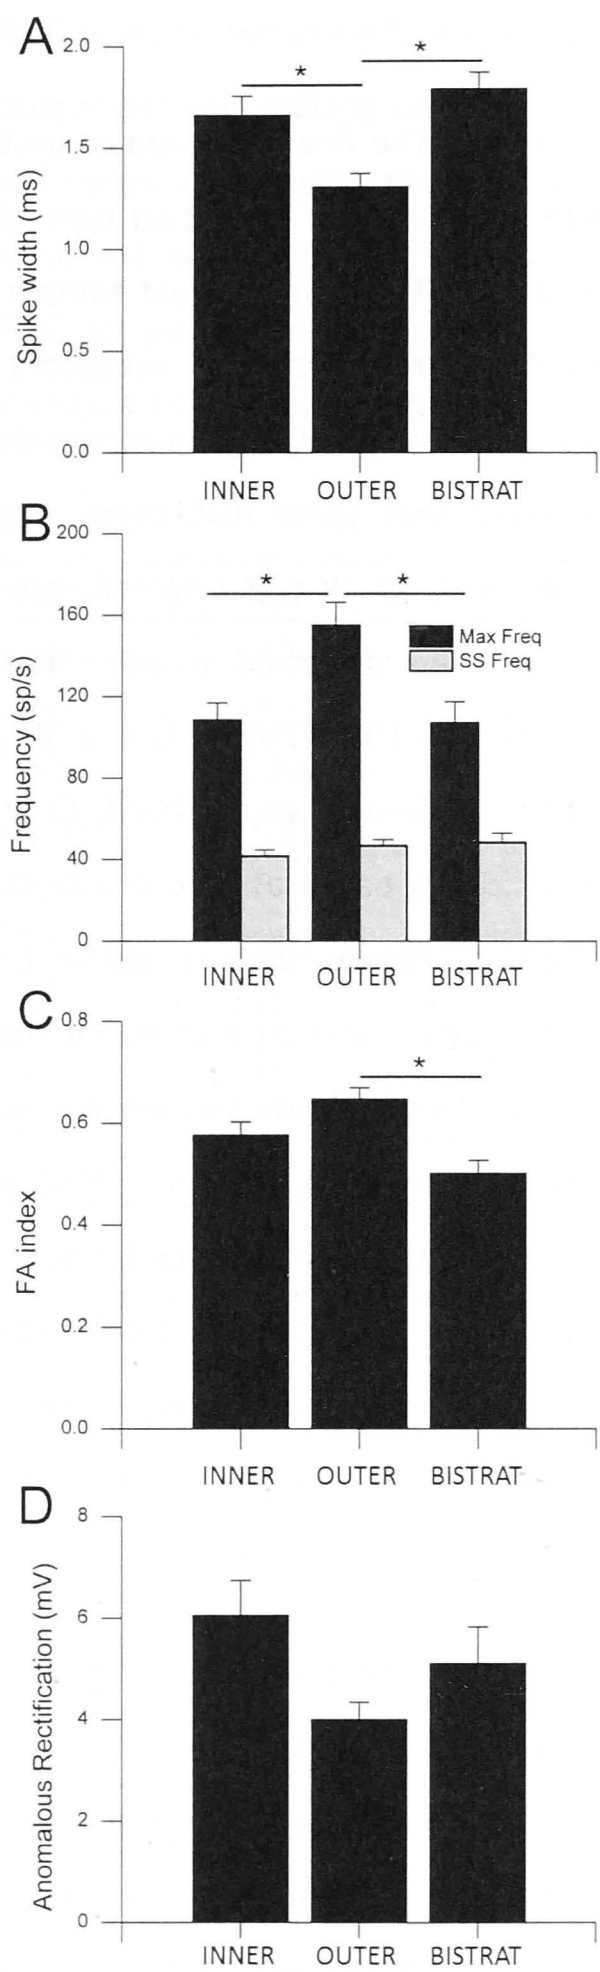 A
2.0
*
*
1.5
1.0
0.5
0.0
Spike width (ms)
INNER OUTER BISTRAT
B
200
*
*
160
Max Freq
SS Freq
120
80
40
0
Frequency (sp/s)
INNER OUTER BISTRAT
C
0.8
*
0.6
0.4
0.2
0.0
FA index
INNER OUTER BISTRAT
D
8
6
4
2
0
Anomalous Rectification (mV)
INNER OUTER BISTRAT